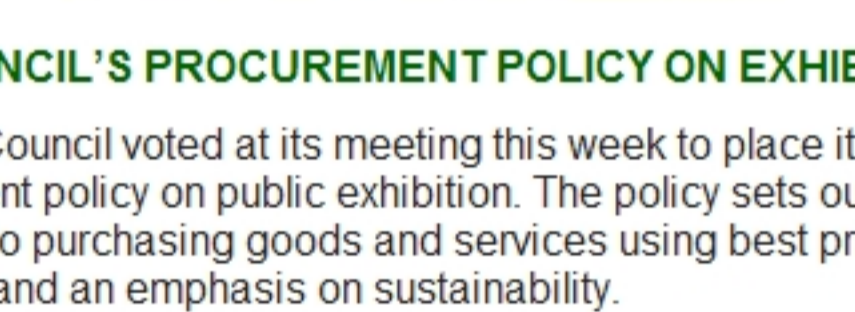 NCIL’S PROCUREMENT POLICY ON EXHIB
Council voted at its meeting this week to place it
nt policy on public exhibition. The policy sets ou
o purchasing goods and services using best pr
and an emphasis on sustainability.